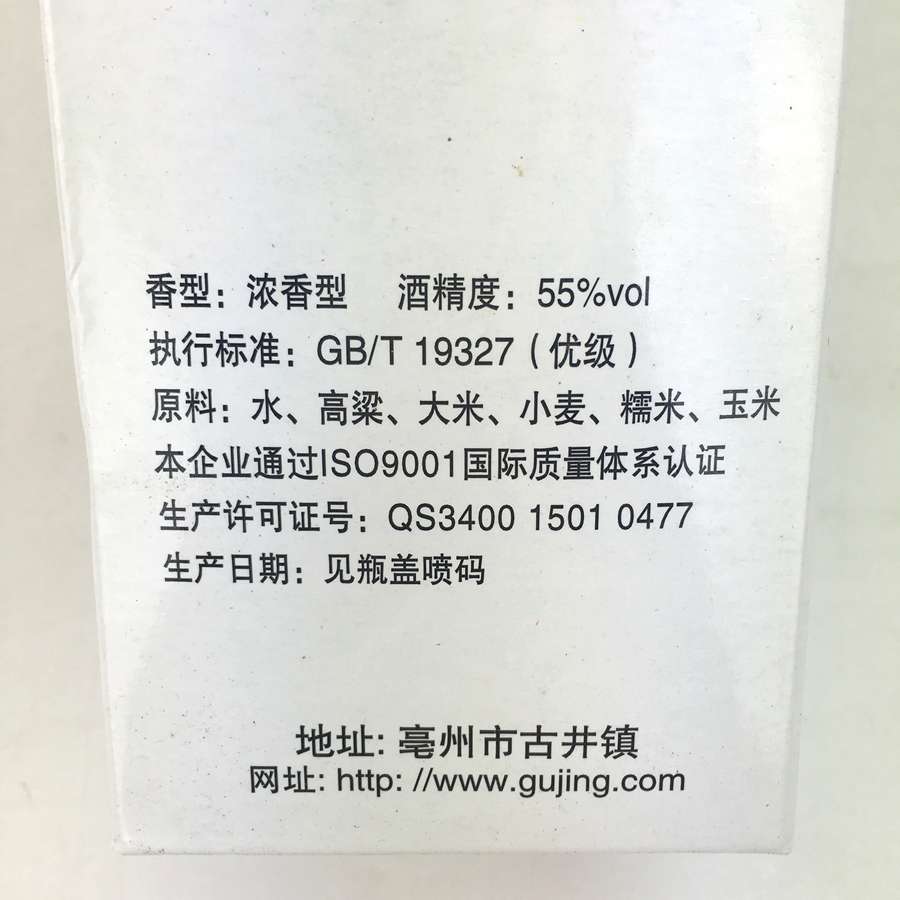 香型：浓香型 酒精度：55%vol
执行标准：GB/T 19327（优级）
原料：水、高粱、大米、小麦、糯米、玉米
本企业通过ISO9001国际质量体系认证
生产许可证号：QS3400 1501 0477
生产日期：见瓶盖喷码
地址: 亳州市古井镇
网址: http: //www.gujing.com